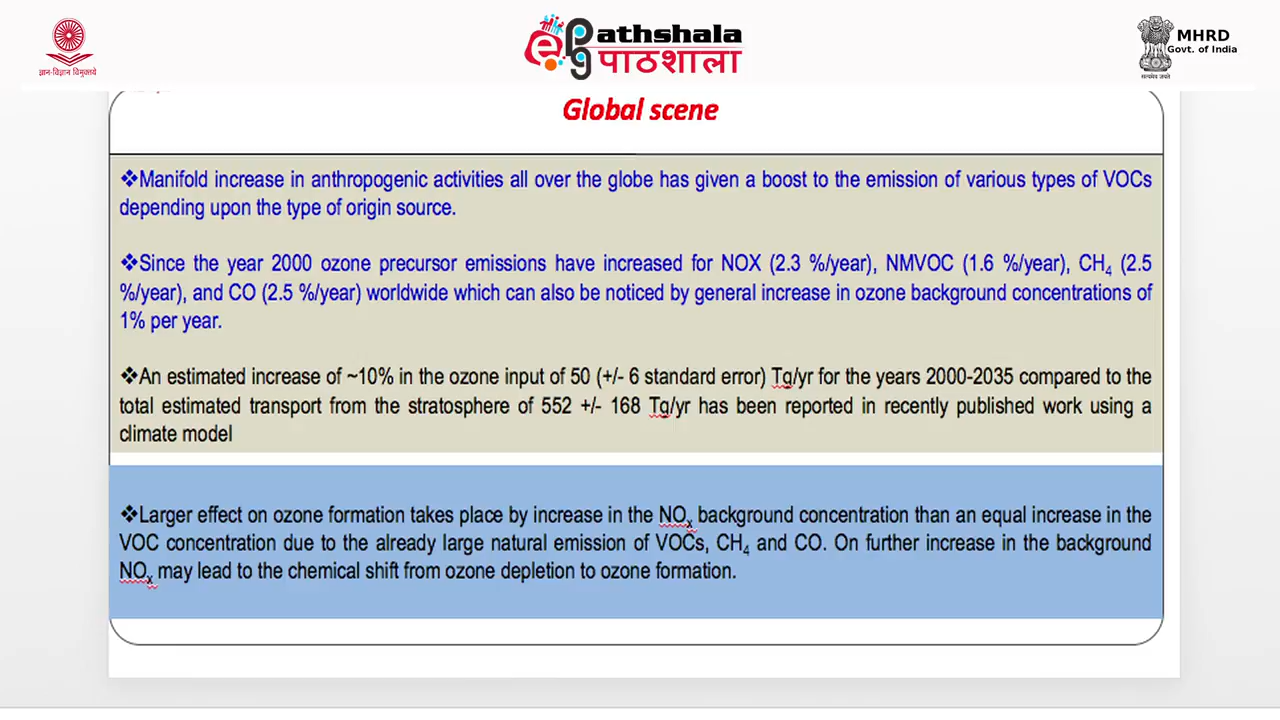 ज्ञान-विज्ञान विमुक्तये
athshala
पाठशाला
MHRD
Govt. of India
सत्यमेव जयते
Global scene
❖Manifold increase in anthropogenic activities all over the globe has given a boost to the emission of various types of VOCs
depending upon the type of origin source.
❖Since the year 2000 ozone precursor emissions have increased for NOX (2.3 %/year), NMVOC (1.6 %/year), CH₄ (2.5
%/year), and CO (2.5 %/year) worldwide which can also be noticed by general increase in ozone background concentrations of
1% per year.
❖An estimated increase of ~10% in the ozone input of 50 (+/- 6 standard error) Tg/yr for the years 2000-2035 compared to the
total estimated transport from the stratosphere of 552 +/- 168 Tg/yr has been reported in recently published work using a
climate model
❖Larger effect on ozone formation takes place by increase in the NOₓ background concentration than an equal increase in the
VOC concentration due to the already large natural emission of VOCs, CH₄ and CO. On further increase in the background
NOₓ may lead to the chemical shift from ozone depletion to ozone formation.